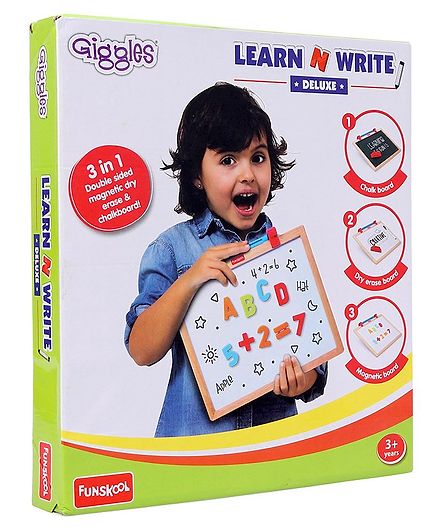 Giggles
LEARN N WRITE
★ DELUXE ★
3 in 1
Double sided
magnetic dry
erase &
chalkboard!
1
Chalk board
2
Dry erase board
3
Magnetic board
4+2=6
ABCD
Hat
5+2=7
Apple
3+
years
FUNSKOOL
LEARN N WRITE
★ DELUXE ★
FUNSKOOL